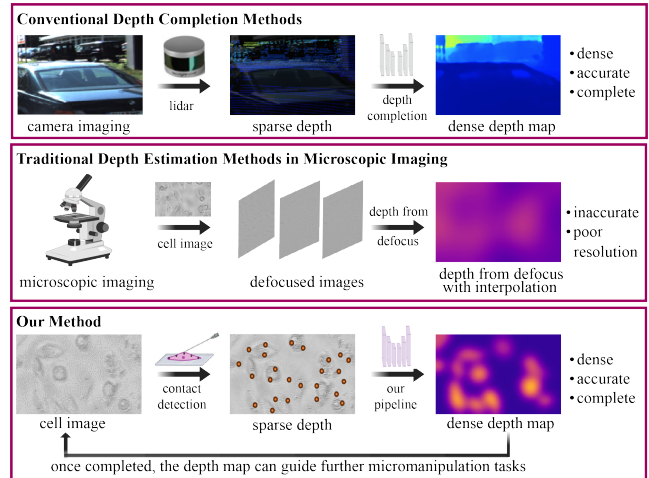 Conventional Depth Completion Methods
lidar
depth
completion
camera imaging
sparse depth
dense depth map
• dense
• accurate
• complete
Traditional Depth Estimation Methods in Microscopic Imaging
cell image
depth from
defocus
microscopic imaging
defocused images
depth from defocus
with interpolation
• inaccurate
• poor
resolution
Our Method
contact
detection
our
pipeline
cell image
sparse depth
dense depth map
• dense
• accurate
• complete
once completed, the depth map can guide further micromanipulation tasks